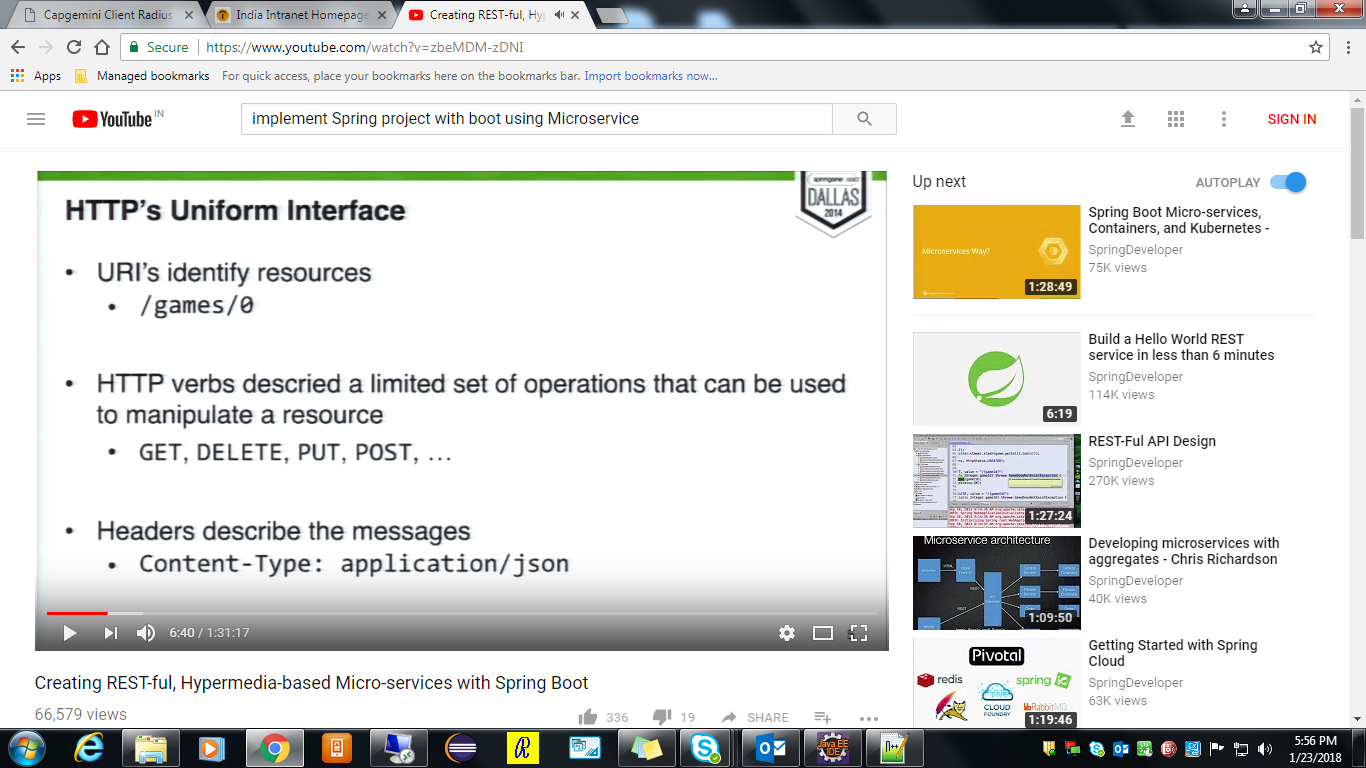 Capgemini Client Radius
India Intranet Homepage
Creating REST-ful, Hyp
Secure
https://www.youtube.com/watch?v=zbeMDM-zDNI
Apps
Managed bookmarks
For quick access, place your bookmarks here on the bookmarks bar. Import bookmarks now...
YouTube IN
implement Spring project with boot using Microservice
SIGN IN
DALLAS
2014
HTTP's Uniform Interface
• URI's identify resources
• /games/0
• HTTP verbs descried a limited set of operations that can be used
to manipulate a resource
• GET, DELETE, PUT, POST, ...
• Headers describe the messages
• Content-Type: application/json
6:40 / 1:31:17
Creating REST-ful, Hypermedia-based Micro-services with Spring Boot
66,579 views
336
19
SHARE
Up next
AUTOPLAY
Microservices Way?
1:28:49
Spring Boot Micro-services,
Containers, and Kubernetes -
SpringDeveloper
75K views
6:19
Build a Hello World REST
service in less than 6 minutes
SpringDeveloper
114K views
1:27:24
REST-Ful API Design
SpringDeveloper
270K views
Microservice architecture
1:09:50
Developing microservices with
aggregates - Chris Richardson
SpringDeveloper
40K views
Pivotal
redis
spring
CLOUD
FOUNDRY
RabbitMQ
1:19:46
Getting Started with Spring
Cloud
SpringDeveloper
63K views
Java EE
IDE
5:56 PM
1/23/2018